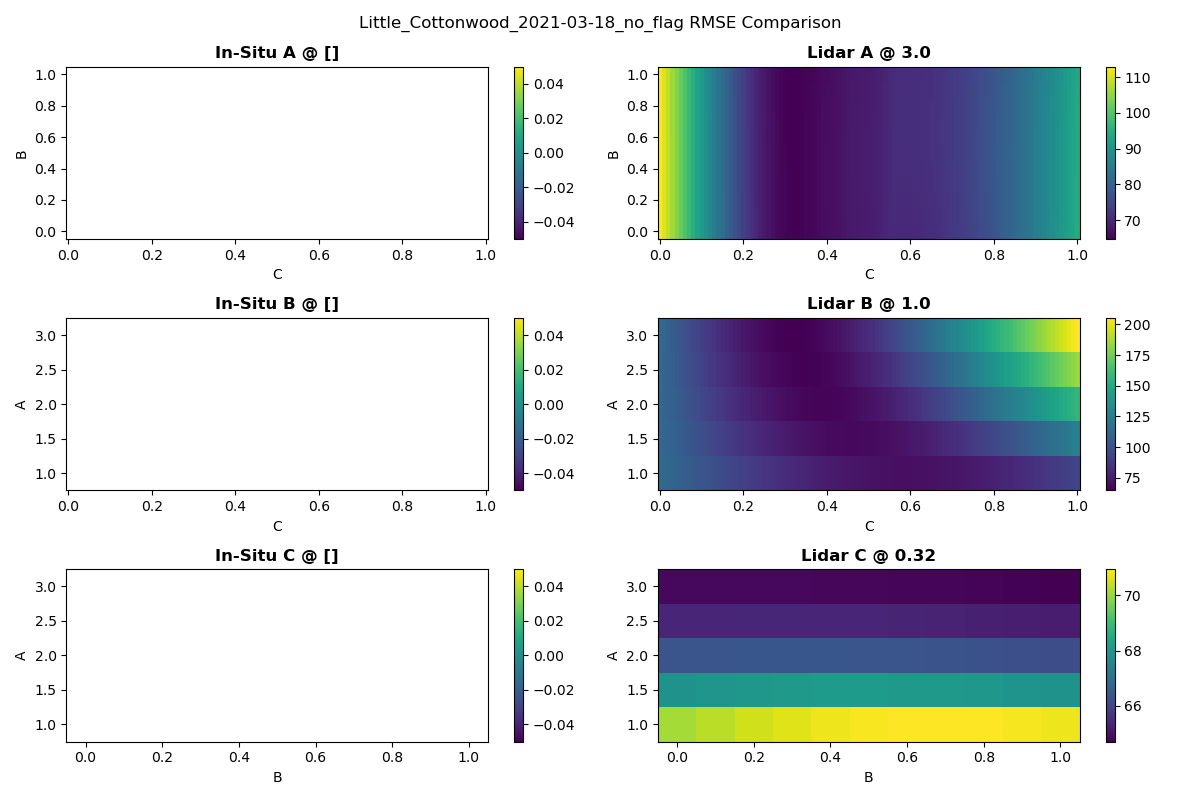 Little_Cottonwood_2021-03-18_no_flag RMSE Comparison
In-Situ A @ []
1.0
0.8
0.6
0.4
0.2
0.0
B
0.0 0.2 0.4 0.6 0.8 1.0
C
0.04
0.02
0.00
−0.02
−0.04
Lidar A @ 3.0
1.0
0.8
0.6
0.4
0.2
0.0
B
0.0 0.2 0.4 0.6 0.8 1.0
C
110
100
90
80
70
In-Situ B @ []
3.0
2.5
2.0
1.5
1.0
A
0.0 0.2 0.4 0.6 0.8 1.0
C
0.04
0.02
0.00
−0.02
−0.04
Lidar B @ 1.0
3.0
2.5
2.0
1.5
1.0
A
0.0 0.2 0.4 0.6 0.8 1.0
C
200
175
150
125
100
75
In-Situ C @ []
3.0
2.5
2.0
1.5
1.0
A
0.0 0.2 0.4 0.6 0.8 1.0
B
0.04
0.02
0.00
−0.02
−0.04
Lidar C @ 0.32
3.0
2.5
2.0
1.5
1.0
A
0.0 0.2 0.4 0.6 0.8 1.0
B
70
68
66